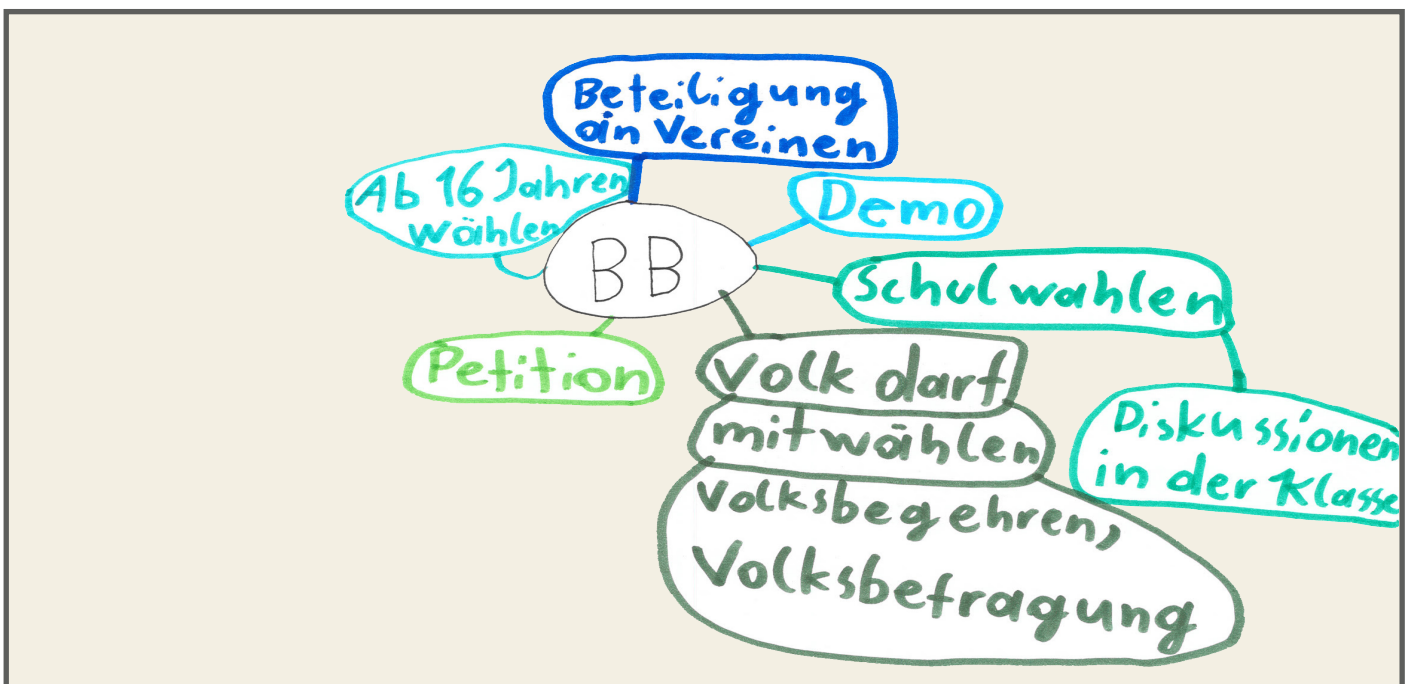 Beteiligung
an Vereinen
Ab 16 Jahren
wählen
Demo
BB
Schulwahlen
Petition
Volk darf
mitwählen
Volksbegehren,
Volksbefragung
Diskussionen
in der Klasse